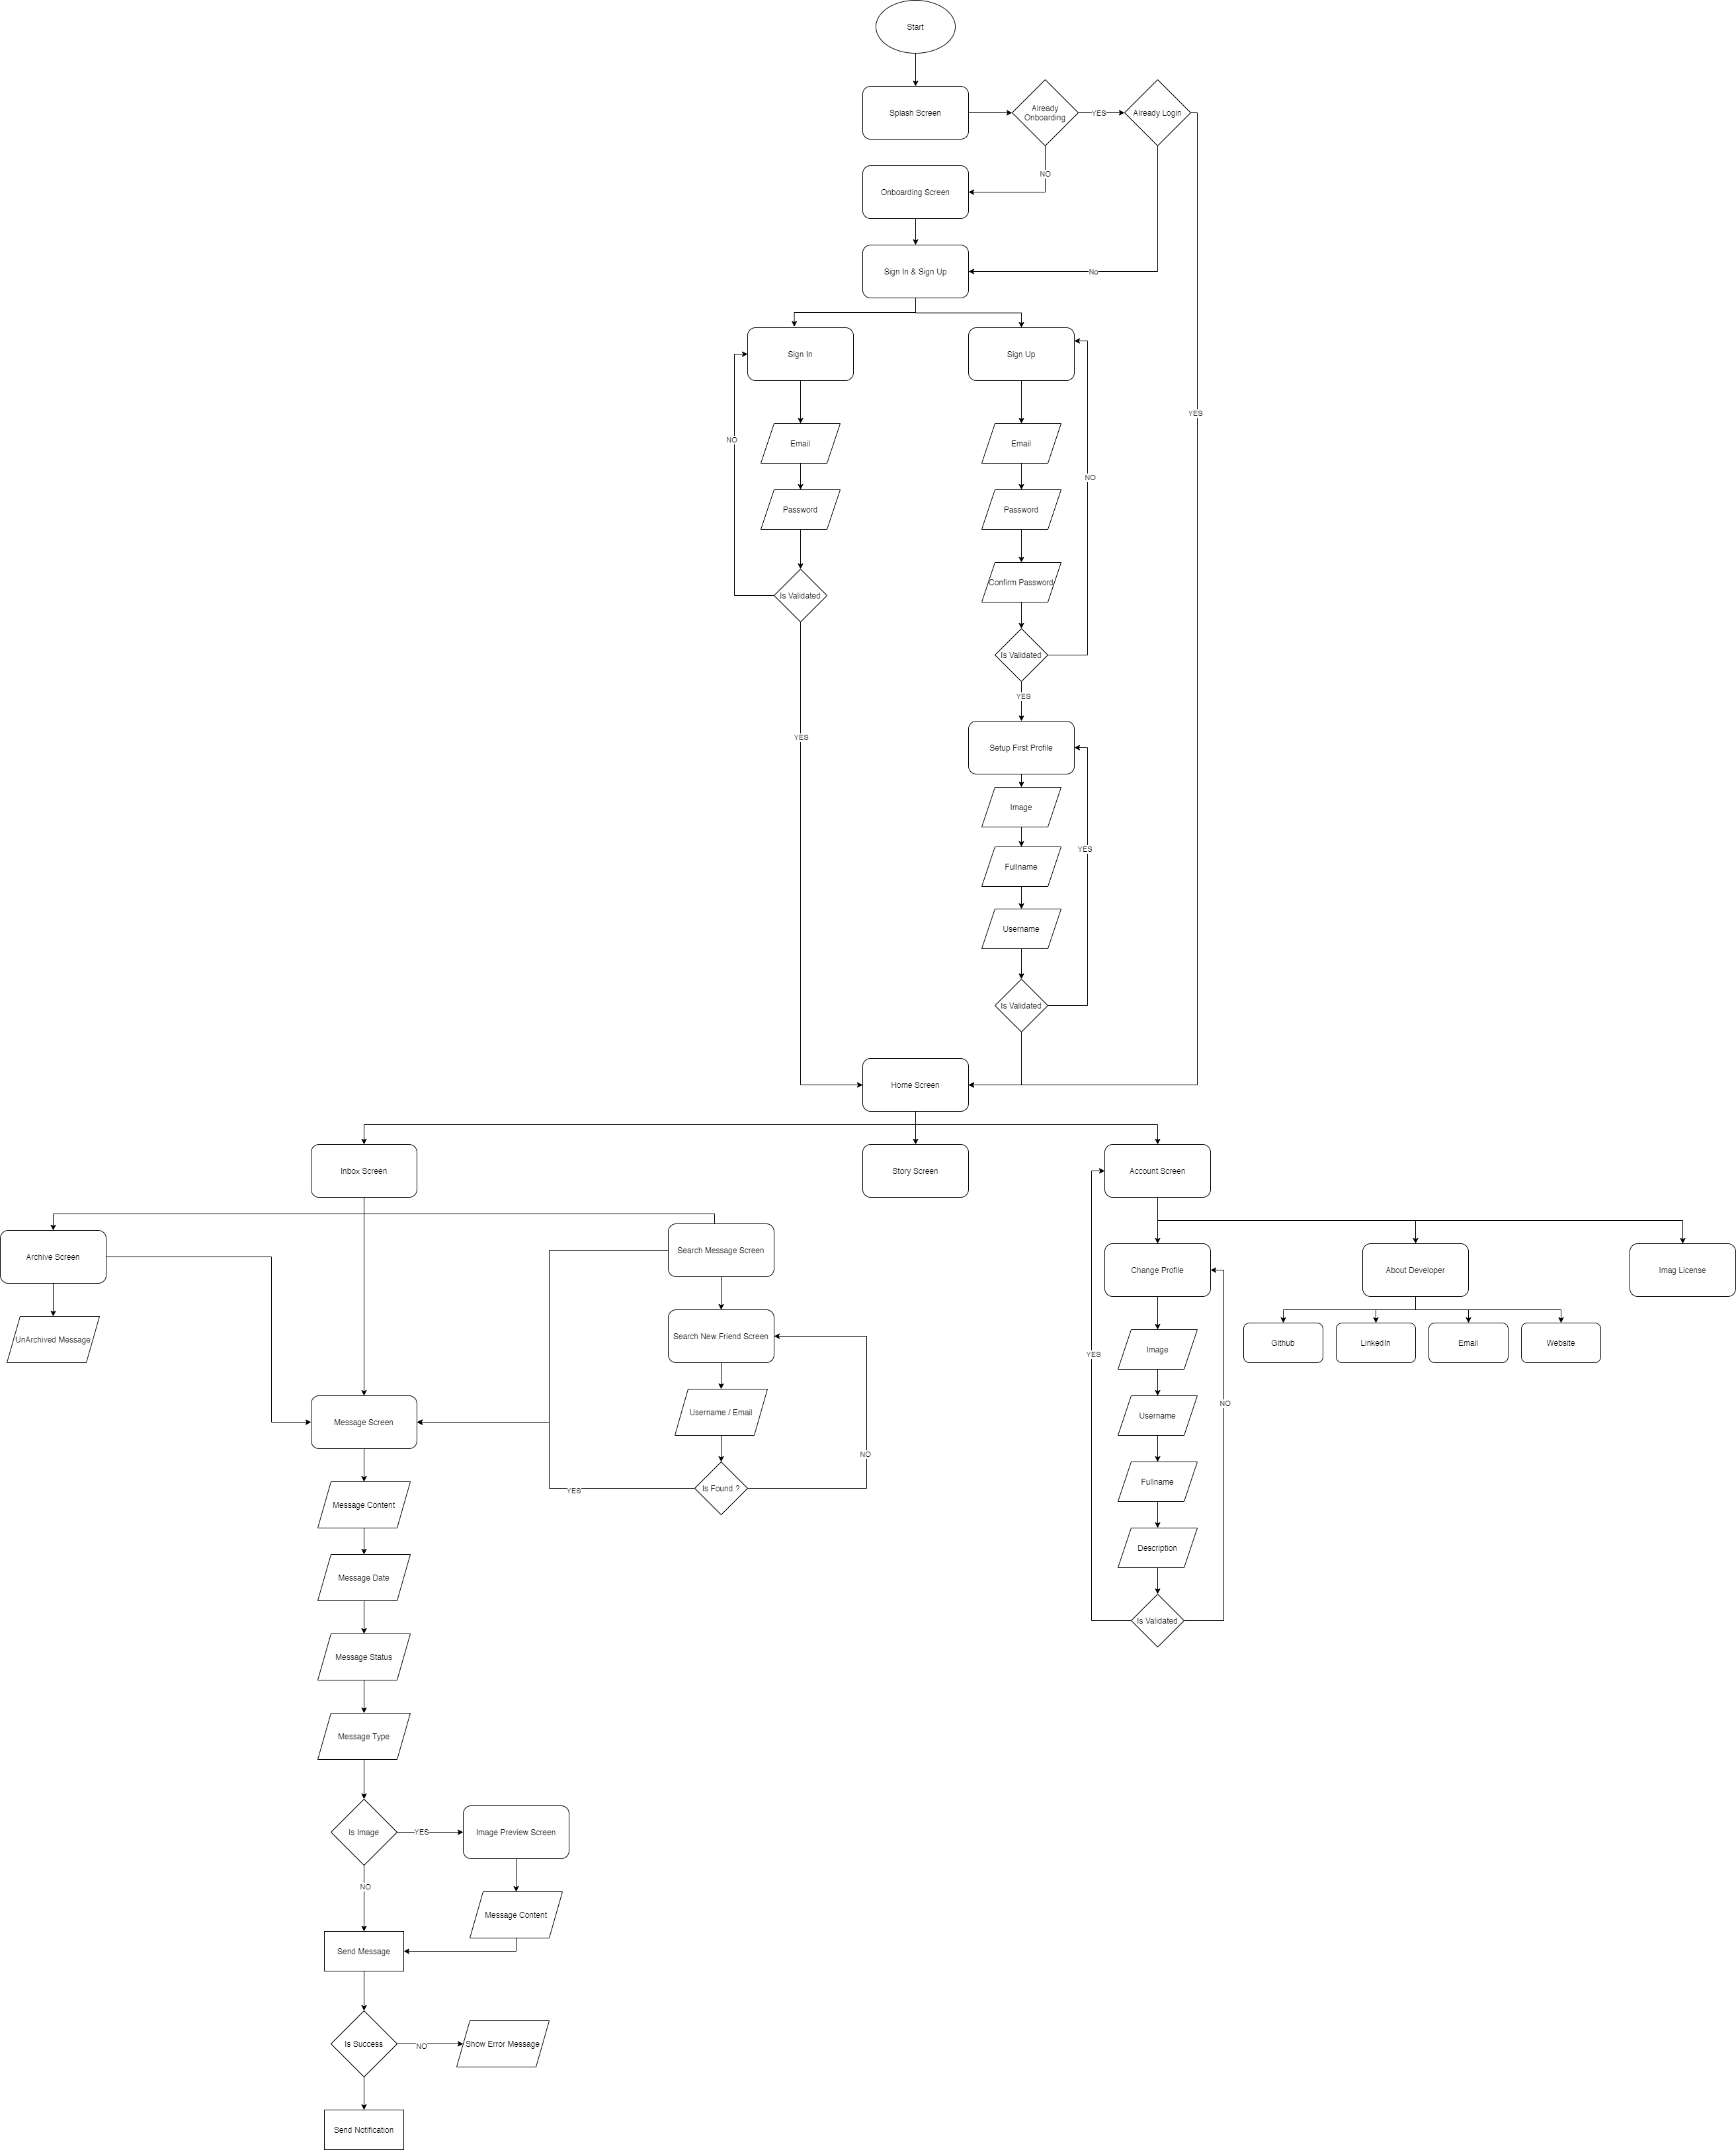 Start
Splash Screen
Already
Onboarding
YES
Already Login
NO
Onboarding Screen
Sign In & Sign Up
No
Sign In
Sign Up
YES
NO
Email
Email
NO
Password
Password
Confirm Password
Is Validated
Is Validated
YES
YES
Setup First Profile
Image
YES
Fullname
Username
Is Validated
Home Screen
Inbox Screen
Story Screen
Account Screen
Archive Screen
Search Message Screen
Change Profile
About Developer
Imag License
UnArchived Message
Search New Friend Screen
Github
LinkedIn
Email
Website
YES
Image
NO
Message Screen
Username / Email
Username
NO
YES
Is Found ?
Fullname
Message Content
Description
Message Date
Is Validated
Message Status
Message Type
Is Image
YES
Image Preview Screen
NO
Message Content
Send Message
Is Success
NO
Show Error Message
Send Notification